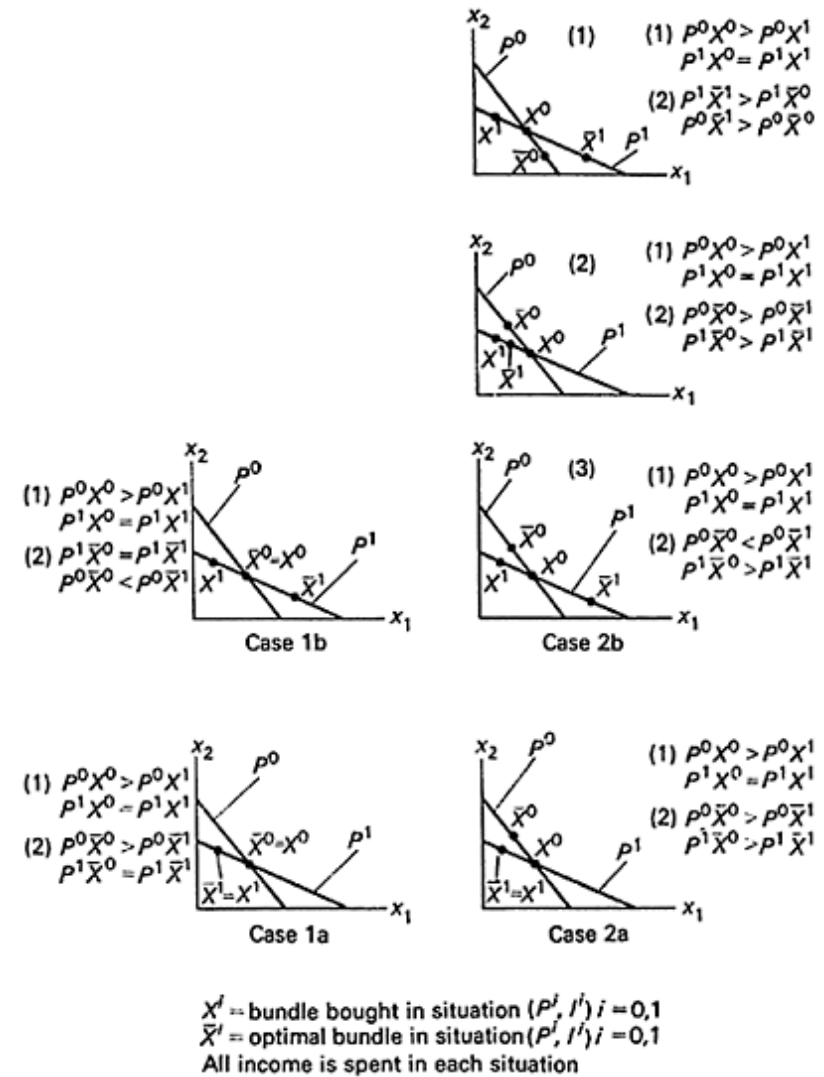 x₂
P⁰
(1)
X⁰
X¹
X̄⁰
X̄¹
P¹
x₁
(1) P⁰X⁰ > P⁰X¹
P¹X⁰ = P¹X¹
(2) P¹X̄¹ > P¹X̄⁰
P⁰X̄¹ > P⁰X̄⁰
x₂
P⁰
(2)
X̄⁰
X⁰
P¹
X¹
X̄¹
x₁
(1) P⁰X⁰ > P⁰X¹
P¹X⁰ = P¹X¹
(2) P⁰X̄⁰ > P⁰X̄¹
P¹X̄⁰ > P¹X̄¹
(1) P⁰X⁰ > P⁰X¹
P¹X⁰ = P¹X¹
(2) P¹X̄⁰ = P¹X̄¹
P⁰X̄⁰ < P⁰X̄¹
x₂
P⁰
X̄⁰=X⁰
P¹
X¹
X̄¹
x₁
Case 1b
x₂
P⁰
(3)
X̄⁰
P¹
X⁰
X¹
X̄¹
x₁
Case 2b
(1) P⁰X⁰ > P⁰X¹
P¹X⁰ = P¹X¹
(2) P⁰X̄⁰ < P⁰X̄¹
P¹X̄⁰ > P¹X̄¹
(1) P⁰X⁰ > P⁰X¹
P¹X⁰ = P¹X¹
(2) P⁰X̄⁰ > P⁰X̄¹
P¹X̄⁰ = P¹X̄¹
x₂
P⁰
X̄⁰=X⁰
P¹
X̄¹=X¹
x₁
Case 1a
x₂
P⁰
X̄⁰
X⁰
P¹
X̄¹=X¹
x₁
Case 2a
(1) P⁰X⁰ > P⁰X¹
P¹X⁰ = P¹X¹
(2) P⁰X̄⁰ > P⁰X̄¹
P¹X̄⁰ > P¹X̄¹
Xⁱ = bundle bought in situation (Pⁱ, Iⁱ) i = 0,1
X̄ⁱ = optimal bundle in situation (Pⁱ, Iⁱ) i = 0,1
All income is spent in each situation